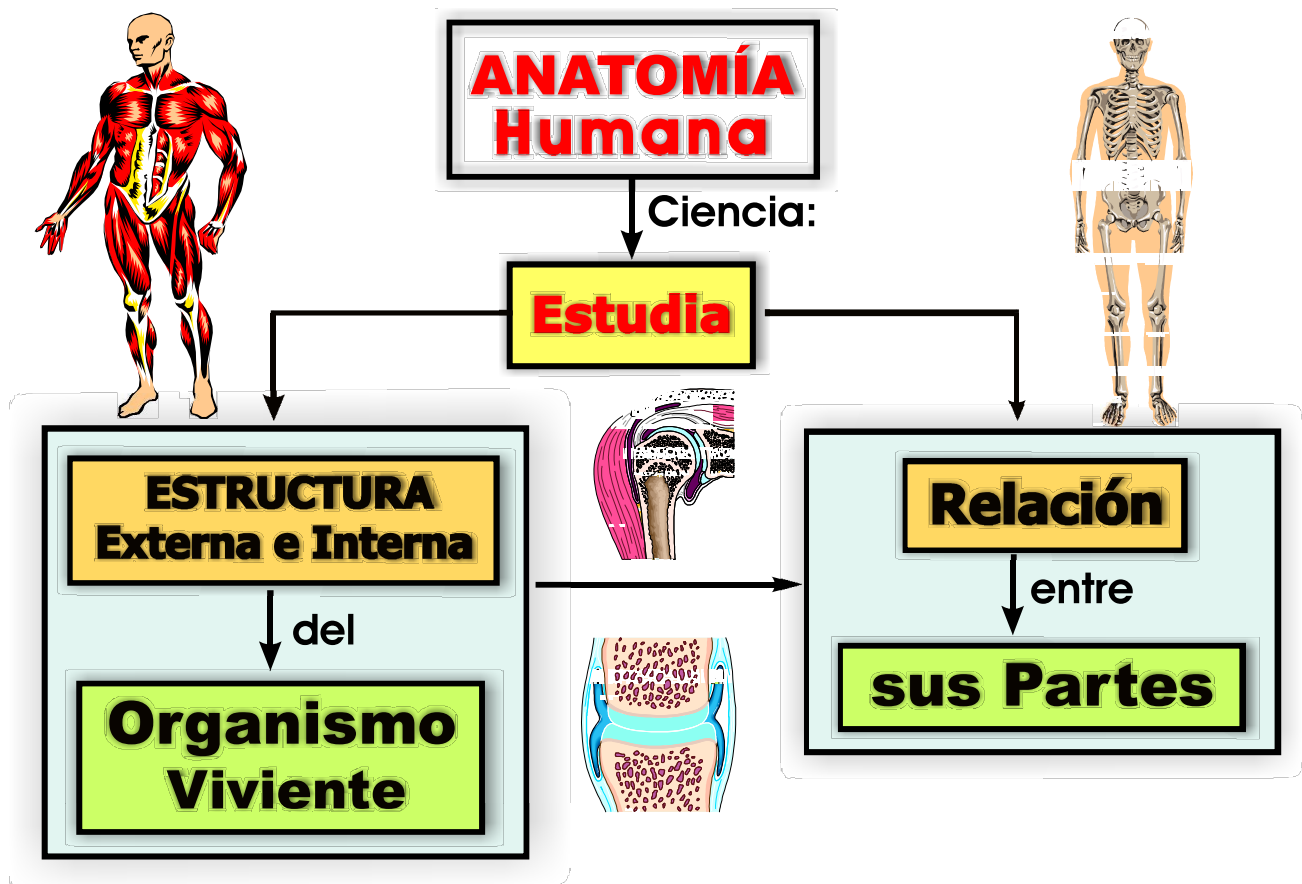 ANATOMÍA
Humana
Ciencia:
Estudia
ESTRUCTURA
Externa e Interna
del
Organismo
Viviente
Relación
entre
sus Partes